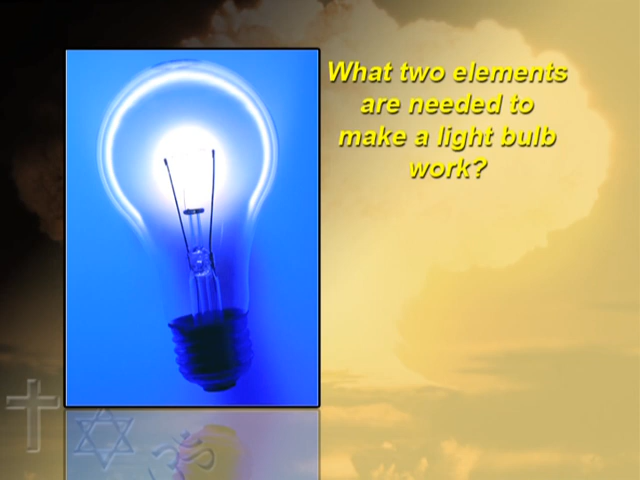 What two elements
are needed to
make a light bulb
work?